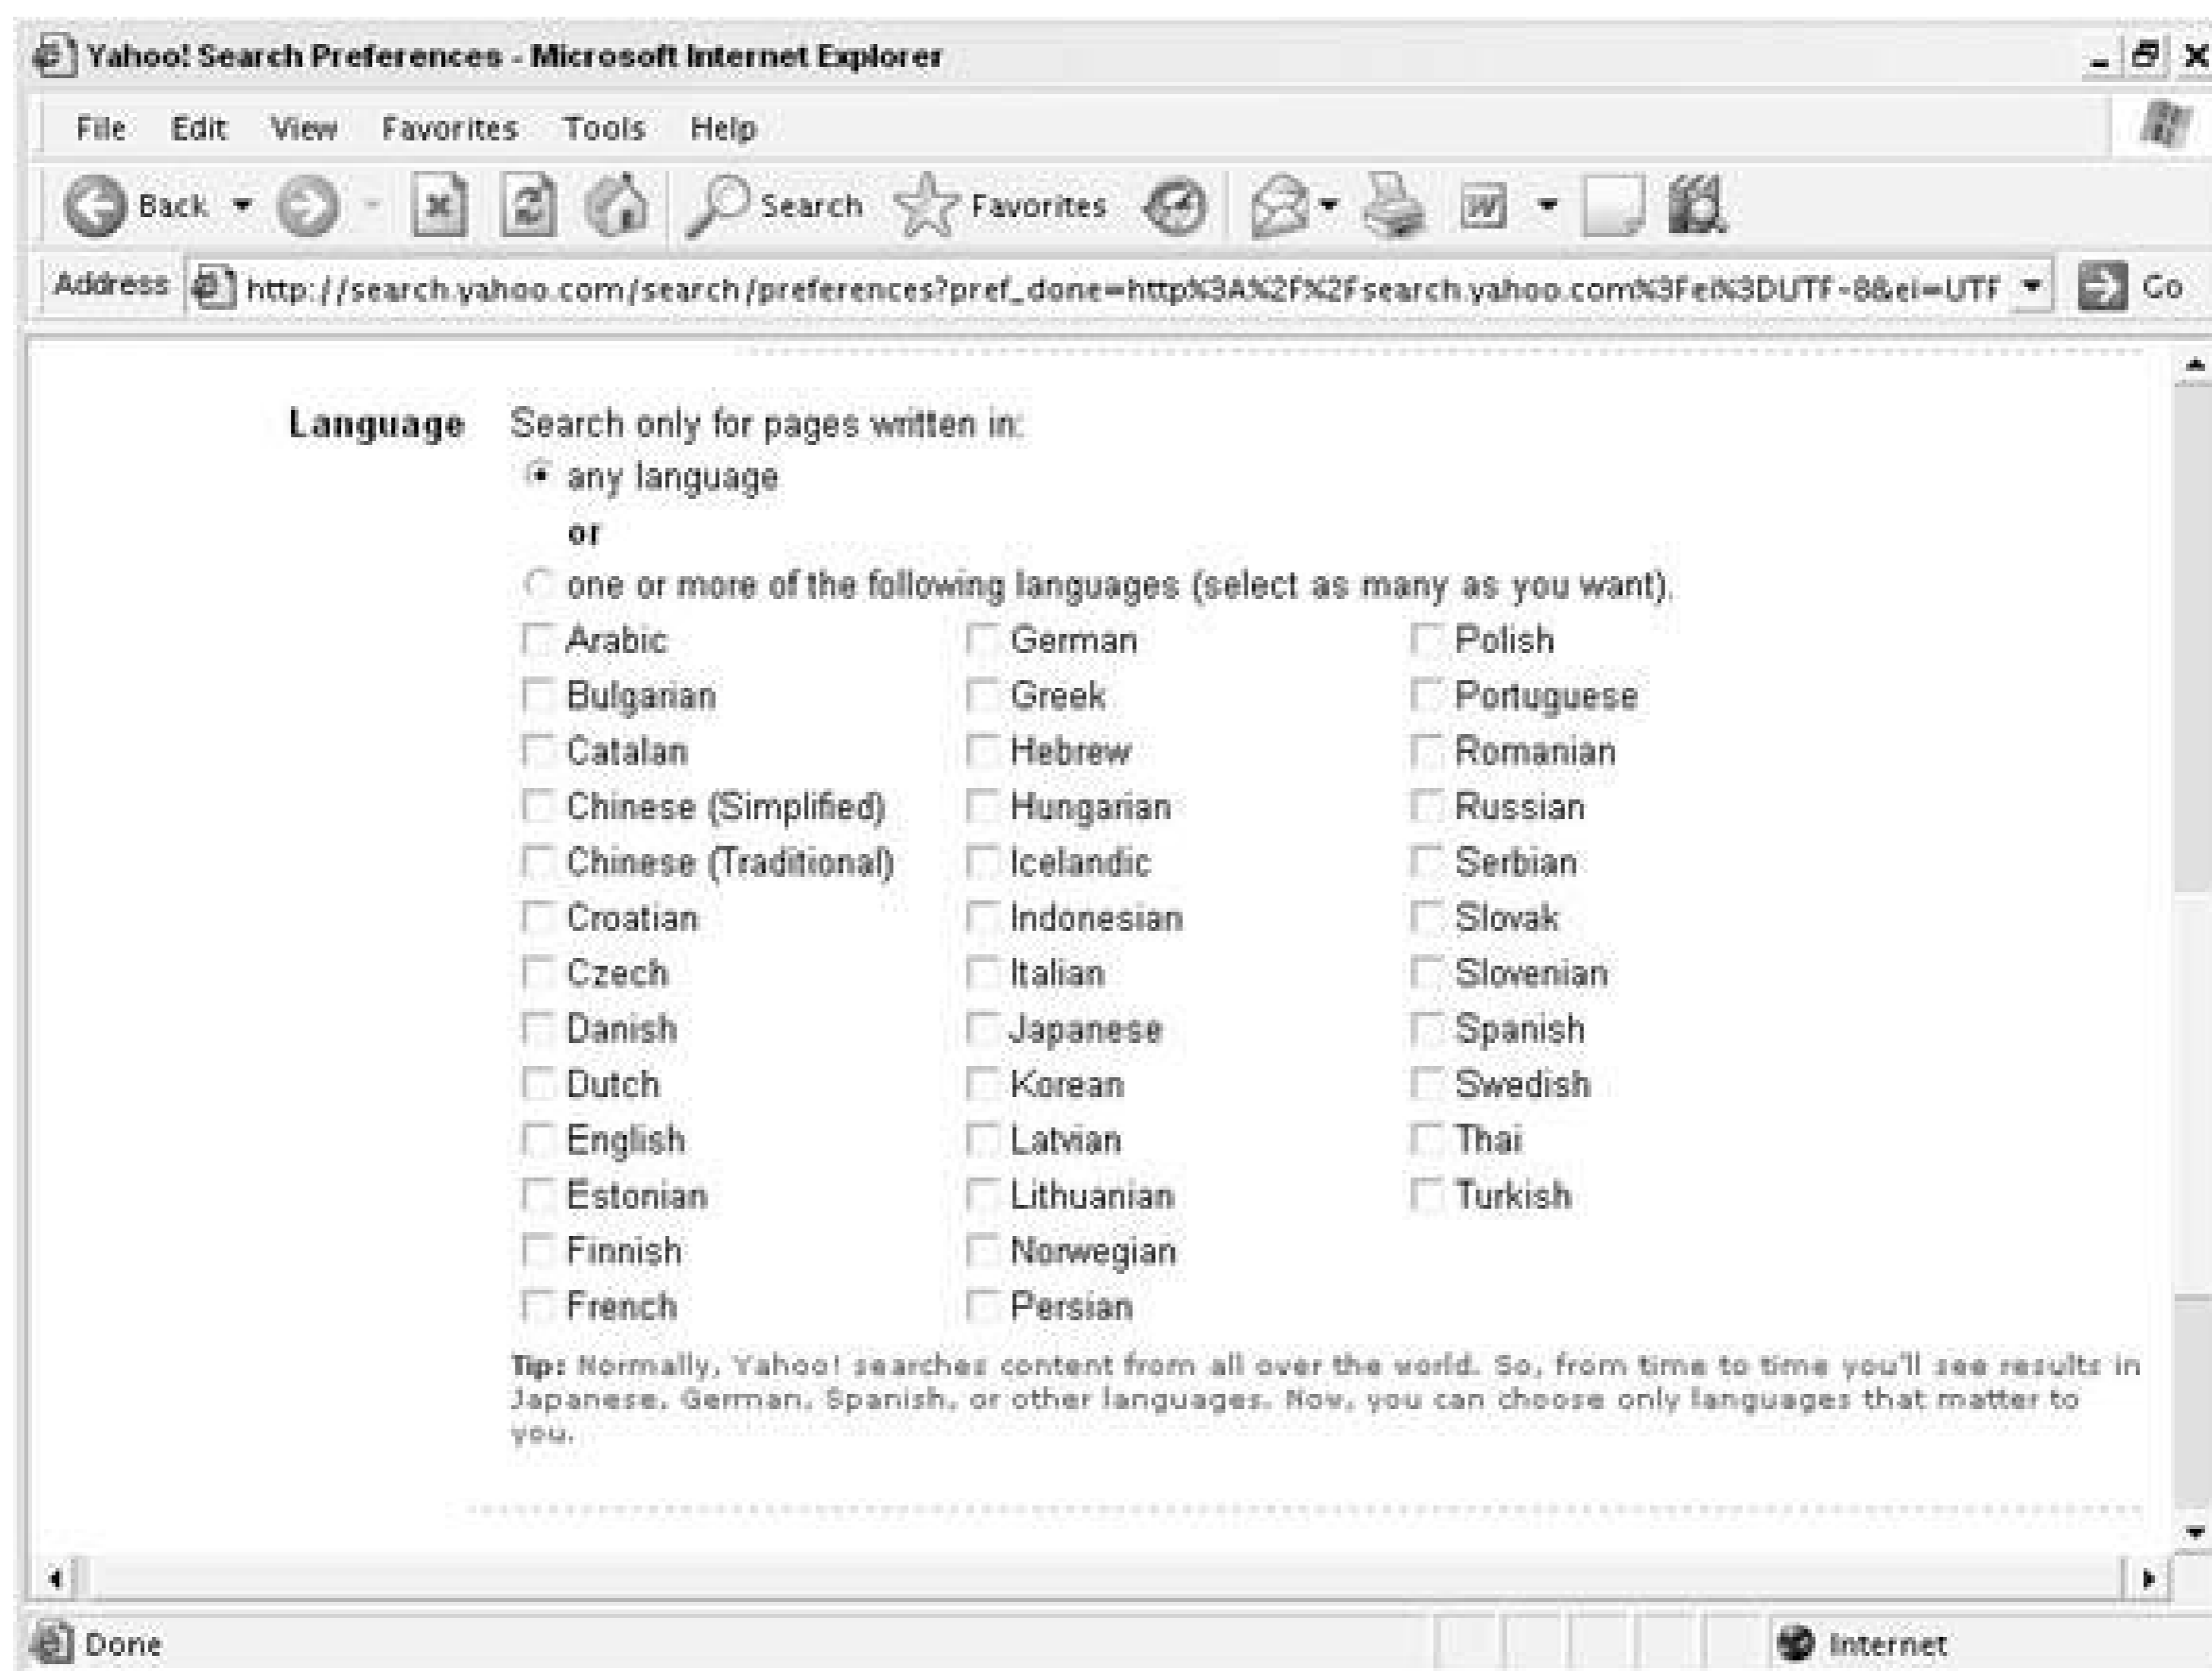 Yahoo! Search Preferences - Microsoft Internet Explorer
File Edit View Favorites Tools Help
Back Search Favorites
Address http://search.yahoo.com/search/preferences?pref_done=http%3A%2F%2Fsearch.yahoo.com%3Fei%3DUTF-8&ei=UTF Go
Language Search only for pages written in:
any language
or
one or more of the following languages (select as many as you want).
Arabic German Polish
Bulgarian Greek Portuguese
Catalan Hebrew Romanian
Chinese (Simplified) Hungarian Russian
Chinese (Traditional) Icelandic Serbian
Croatian Indonesian Slovak
Czech Italian Slovenian
Danish Japanese Spanish
Dutch Korean Swedish
English Latvian Thai
Estonian Lithuanian Turkish
Finnish Norwegian
French Persian
Tip: Normally, Yahoo! searches content from all over the world. So, from time to time you'll see results in
Japanese, German, Spanish, or other languages. Now, you can choose only languages that matter to
you.
Done Internet